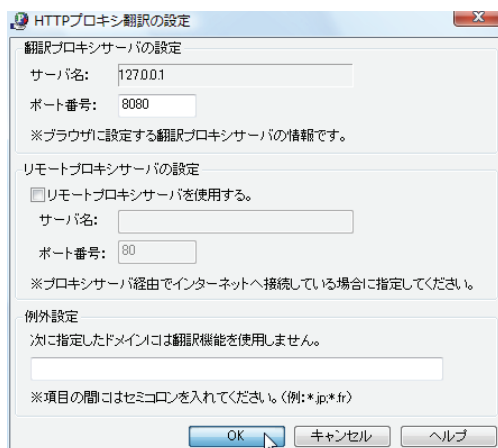 HTTPプロキシ翻訳の設定
翻訳プロキシサーバの設定
サーバ名: 127.0.0.1
ポート番号: 8080
※ブラウザに設定する翻訳プロキシサーバの情報です。
リモートプロキシサーバの設定
リモートプロキシサーバを使用する。
サーバ名:
ポート番号: 80
※プロキシサーバ経由でインターネットへ接続している場合に指定してください。
例外設定
次に指定したドメインには翻訳機能を使用しません。
※項目の間にはセミコロンを入れてください。(例:*.jp;*.fr)
OK キャンセル ヘルプ